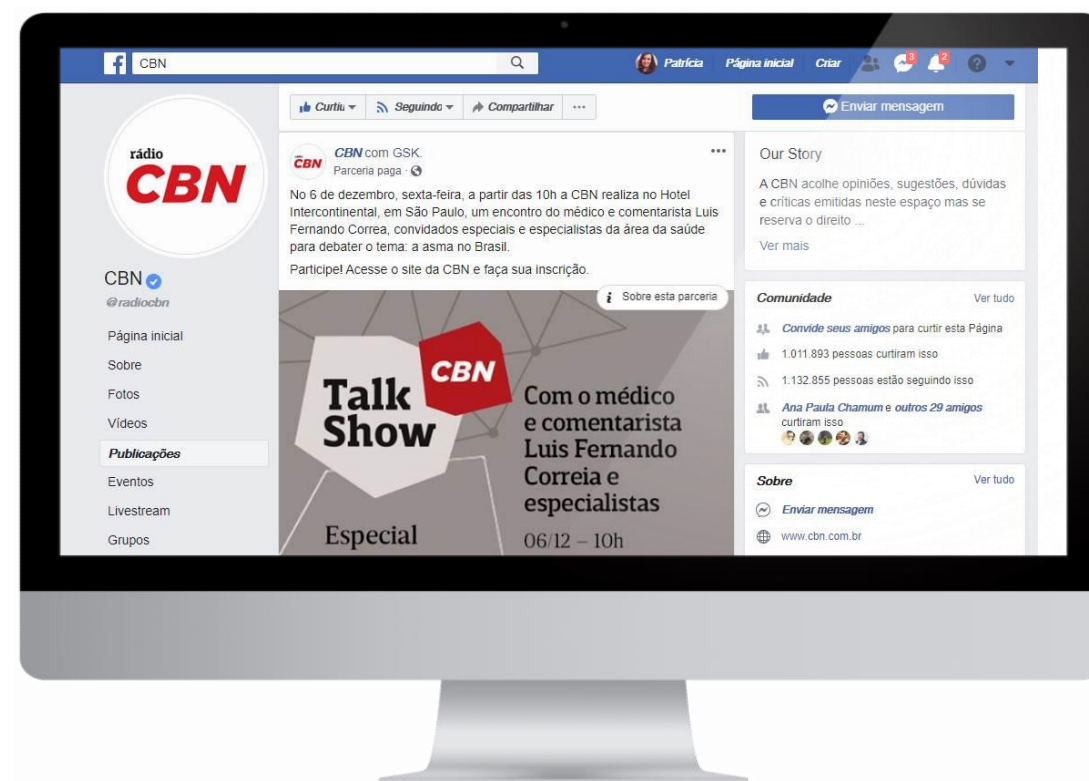 f
CBN
Patrícia
Página inicial
Criar
3
2
?
rádio
CBN
CBN
@radiocbn
Página inicial
Sobre
Fotos
Vídeos
Publicações
Eventos
Livestream
Grupos
Curtiu
Seguindo
Compartilhar
...
rádio
CBN
CBN com GSK.
Parceria paga ·
No 6 de dezembro, sexta-feira, a partir das 10h a CBN realiza no Hotel
Intercontinental, em São Paulo, um encontro do médico e comentarista Luis
Fernando Correa, convidados especiais e especialistas da área da saúde
para debater o tema: a asma no Brasil.
Participe! Acesse o site da CBN e faça sua inscrição.
i Sobre esta parceria
CBN
Talk
Show
Especial
Com o médico
e comentarista
Luis Fernando
Correia e
especialistas
06/12 – 10h
Enviar mensagem
Our Story
A CBN acolhe opiniões, sugestões, dúvidas
e críticas emitidas neste espaço mas se
reserva o direito ...
Ver mais
Comunidade
Ver tudo
Convide seus amigos para curtir esta Página
1.011.893 pessoas curtiram isso
1.132.855 pessoas estão seguindo isso
Ana Paula Chamum e outros 29 amigos
curtiram isso
Sobre
Ver tudo
Enviar mensagem
www.cbn.com.br